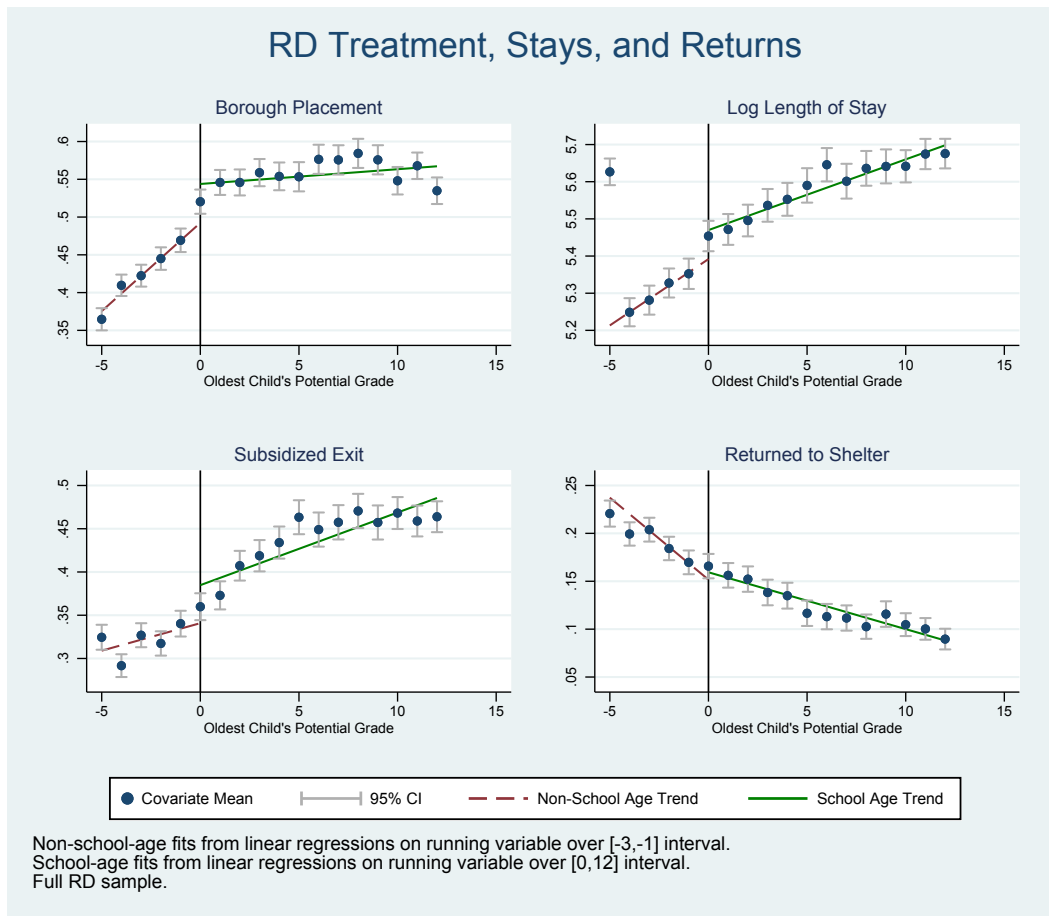 RD Treatment, Stays, and Returns
Borough Placement
.6
.55
.5
.45
.4
.35
-5 0 5 10 15
Oldest Child's Potential Grade
Log Length of Stay
5.7
5.6
5.5
5.4
5.3
5.2
-5 0 5 10 15
Oldest Child's Potential Grade
Subsidized Exit
.5
.45
.4
.35
.3
-5 0 5 10 15
Oldest Child's Potential Grade
Returned to Shelter
.25
.2
.15
.1
.05
-5 0 5 10 15
Oldest Child's Potential Grade
Covariate Mean 95% CI Non-School Age Trend School Age Trend
Non-school-age fits from linear regressions on running variable over [-3,-1] interval.
School-age fits from linear regressions on running variable over [0,12] interval.
Full RD sample.